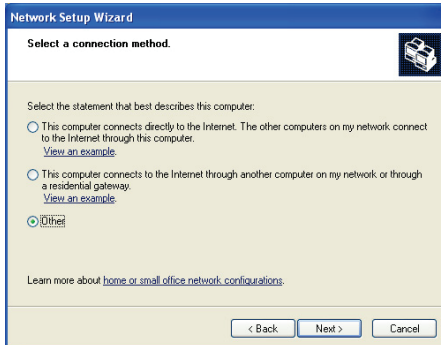 Network Setup Wizard
Select a connection method.
Select the statement that best describes this computer:
This computer connects directly to the Internet. The other computers on my network connect
to the Internet through this computer.
View an example.
This computer connects to the Internet through another computer on my network or through
a residential gateway.
View an example.
Other
Learn more about home or small office network configurations.
< Back Next > Cancel